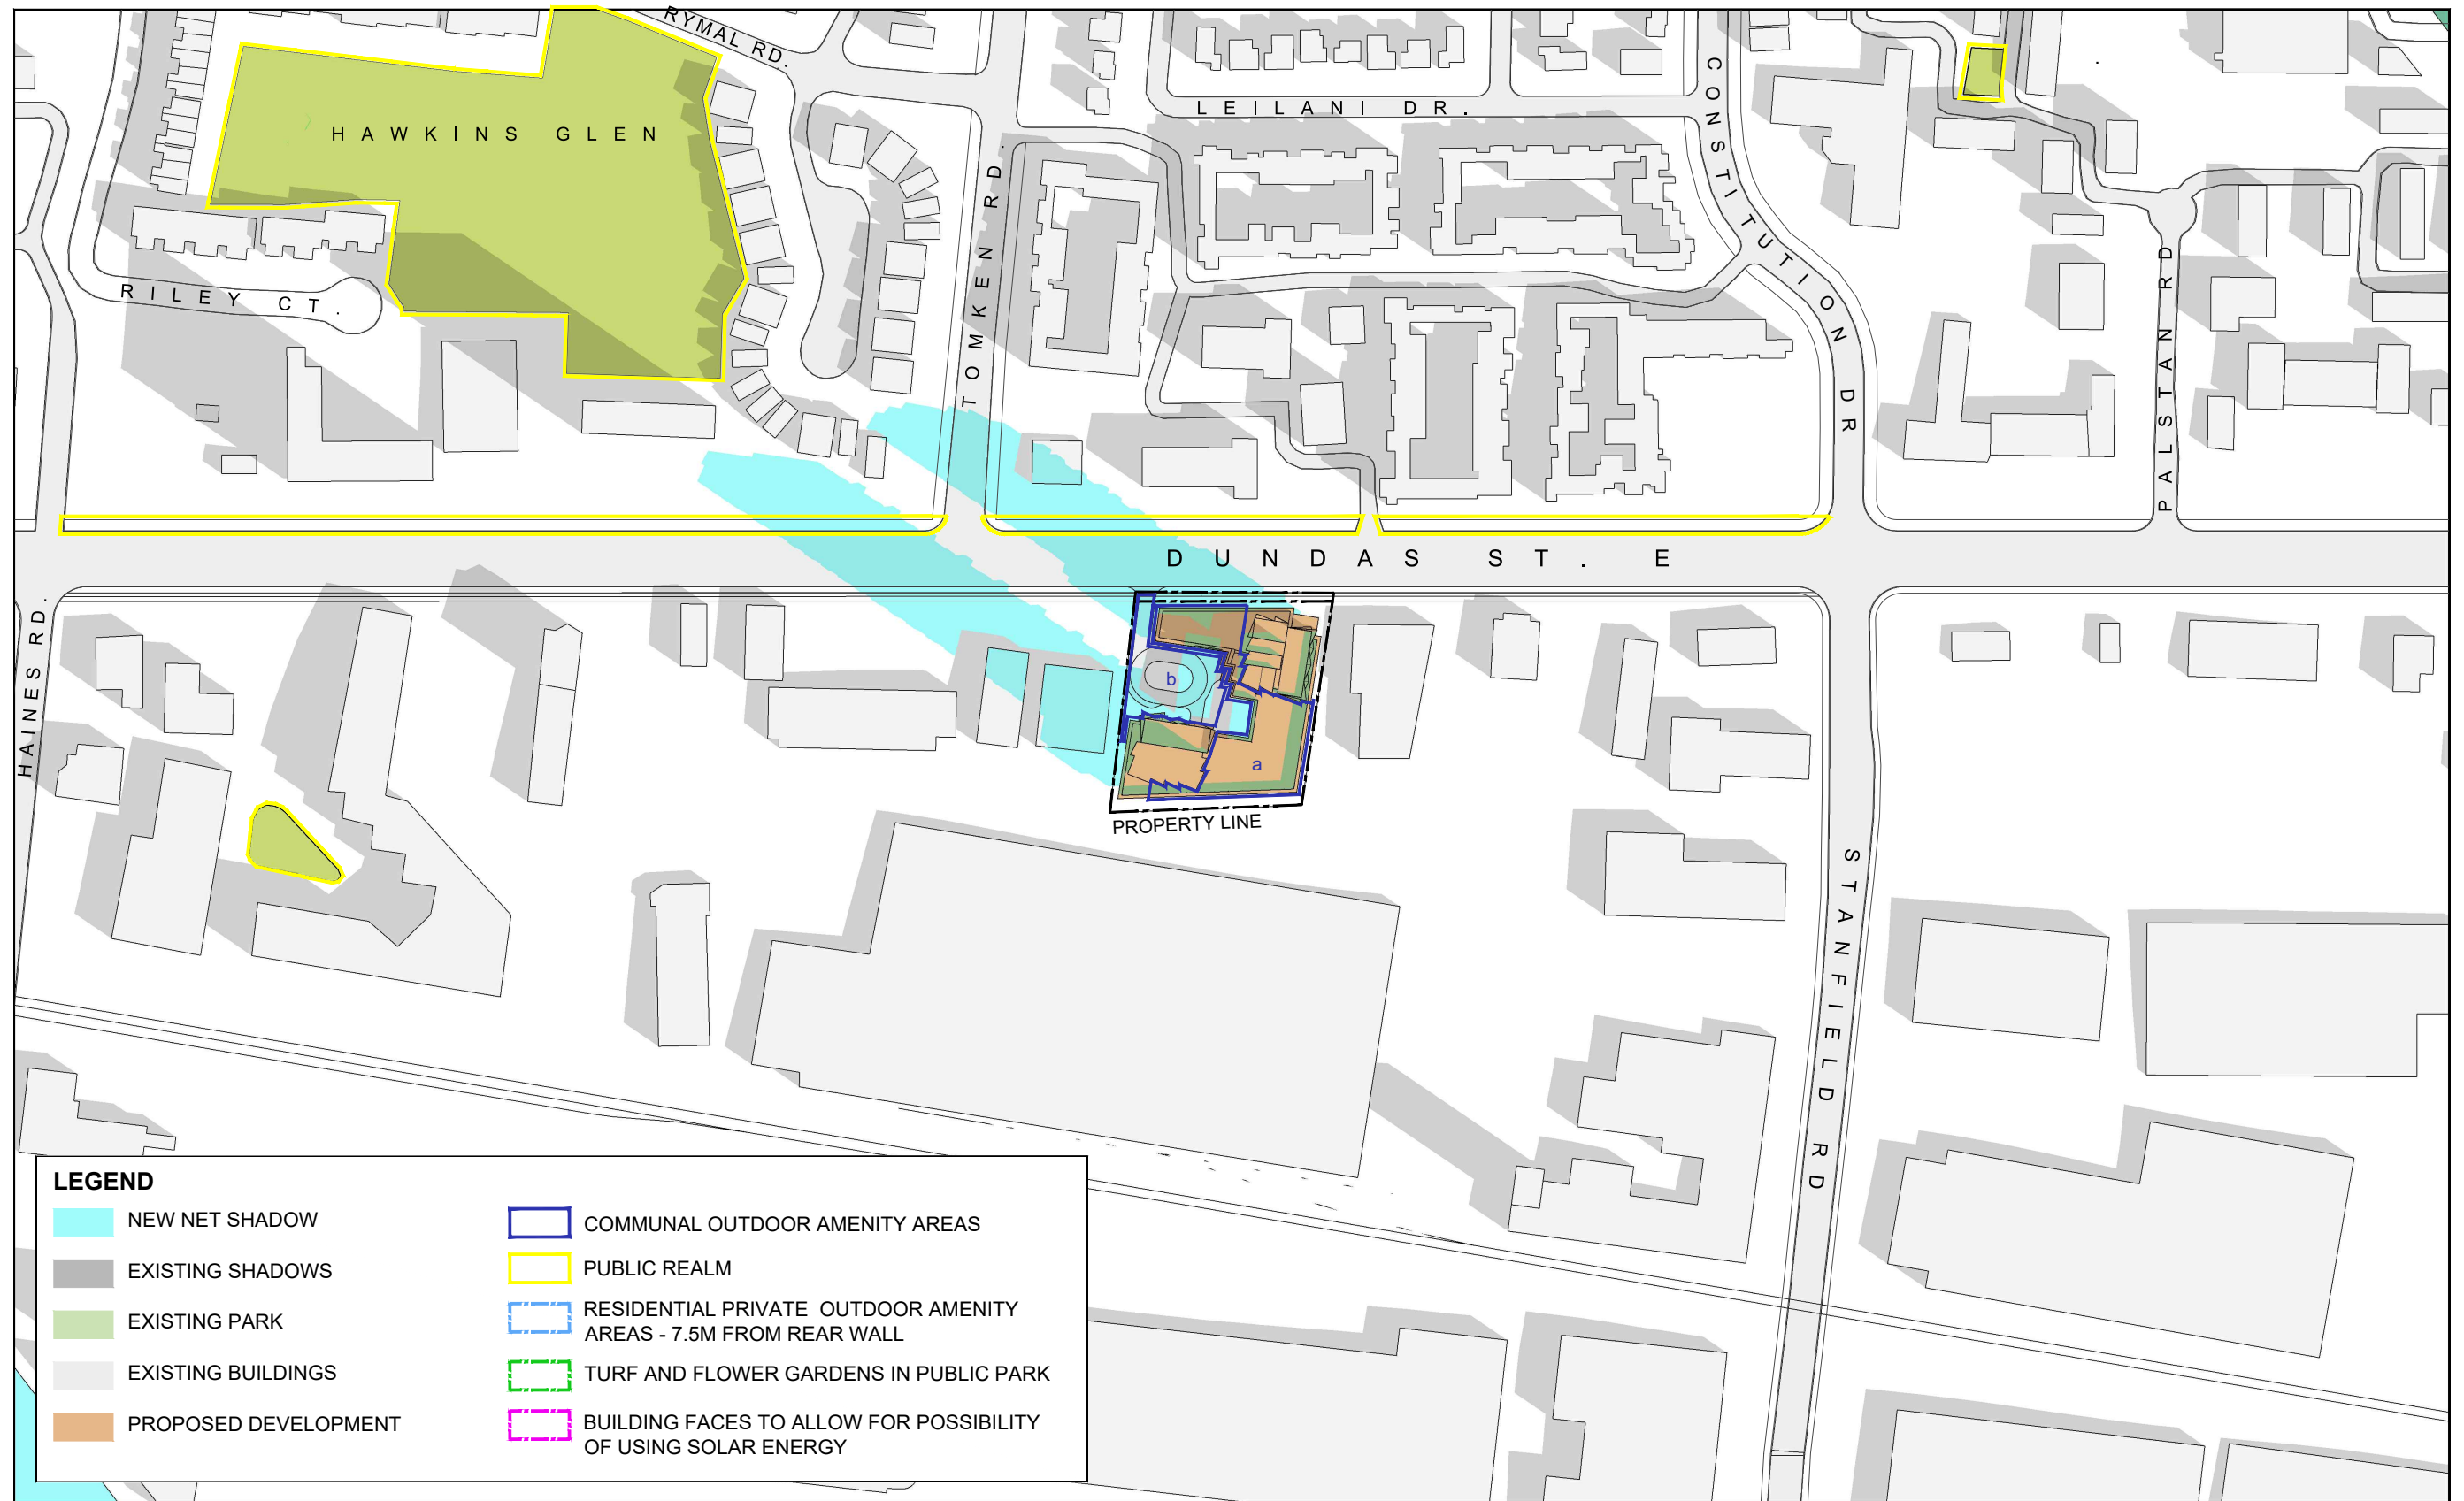 RYMAL RD.
HAWKINS GLEN
LEILANI DR.
CONSTITUTION DR
TOMKEN RD.
RILEY CT.
PALSTAN RD
DUNDAS ST. E
HAINES RD.
b
a
PROPERTY LINE
STANFIELD RD
LEGEND
NEW NET SHADOW
EXISTING SHADOWS
EXISTING PARK
EXISTING BUILDINGS
PROPOSED DEVELOPMENT
COMMUNAL OUTDOOR AMENITY AREAS
PUBLIC REALM
RESIDENTIAL PRIVATE OUTDOOR AMENITY
AREAS - 7.5M FROM REAR WALL
TURF AND FLOWER GARDENS IN PUBLIC PARK
BUILDING FACES TO ALLOW FOR POSSIBILITY
OF USING SOLAR ENERGY